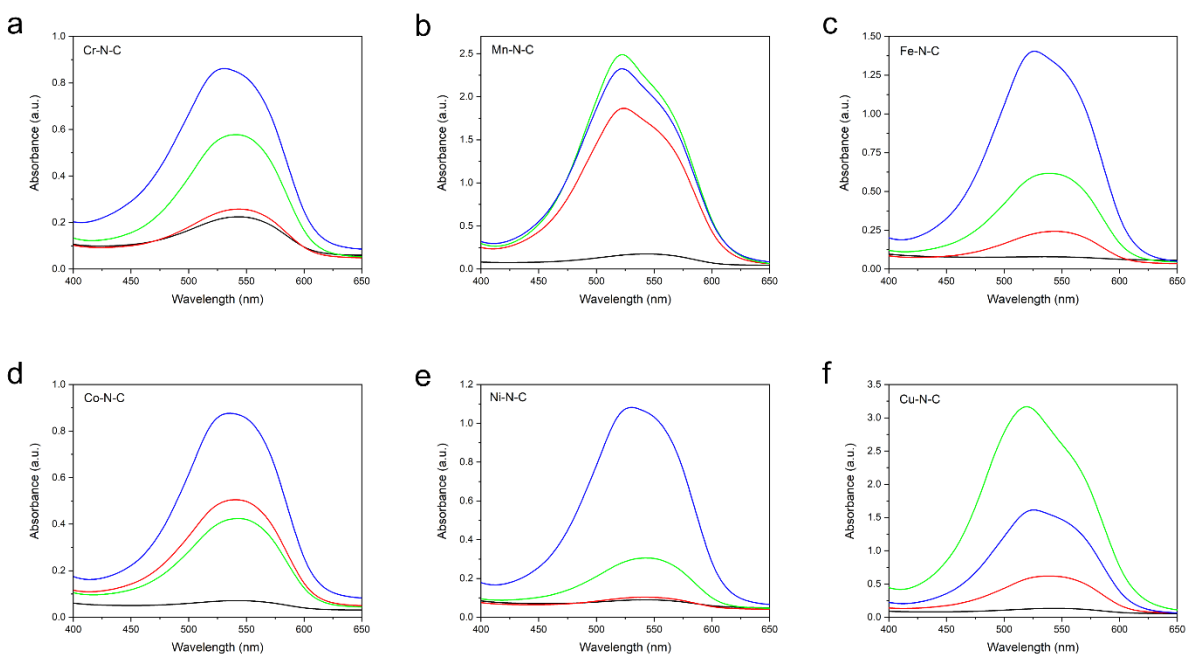 a
Cr-N-C
Absorbance (a.u.)
1.0
0.8
0.6
0.4
0.2
0.0
400 450 500 550 600 650
Wavelength (nm)
b
Mn-N-C
Absorbance (a.u.)
2.5
2.0
1.5
1.0
0.5
0.0
400 450 500 550 600 650
Wavelength (nm)
c
Fe-N-C
Absorbance (a.u.)
1.50
1.25
1.00
0.75
0.50
0.25
0.00
400 450 500 550 600 650
Wavelength (nm)
d
Co-N-C
Absorbance (a.u.)
1.0
0.8
0.6
0.4
0.2
0.0
400 450 500 550 600 650
Wavelength (nm)
e
Ni-N-C
Absorbance (a.u.)
1.2
1.0
0.8
0.6
0.4
0.2
0.0
400 450 500 550 600 650
Wavelength (nm)
f
Cu-N-C
Absorbance (a.u.)
3.5
3.0
2.5
2.0
1.5
1.0
0.5
0.0
400 450 500 550 600 650
Wavelength (nm)